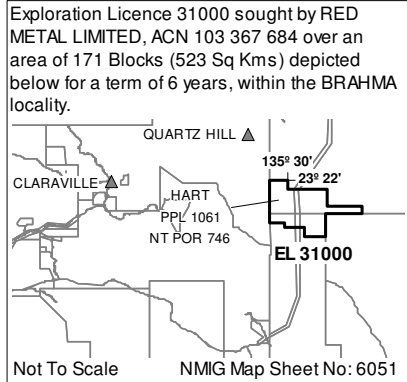 Exploration Licence 31000 sought by RED
METAL LIMITED, ACN 103 367 684 over an
area of 171 Blocks (523 Sq Kms) depicted
below for a term of 6 years, within the BRAHMA
locality.
QUARTZ HILL
135º 30'
23º 22'
CLARAVILLE
HART
PPL 1061
NT POR 746
EL 31000
Not To Scale
NMIG Map Sheet No: 6051